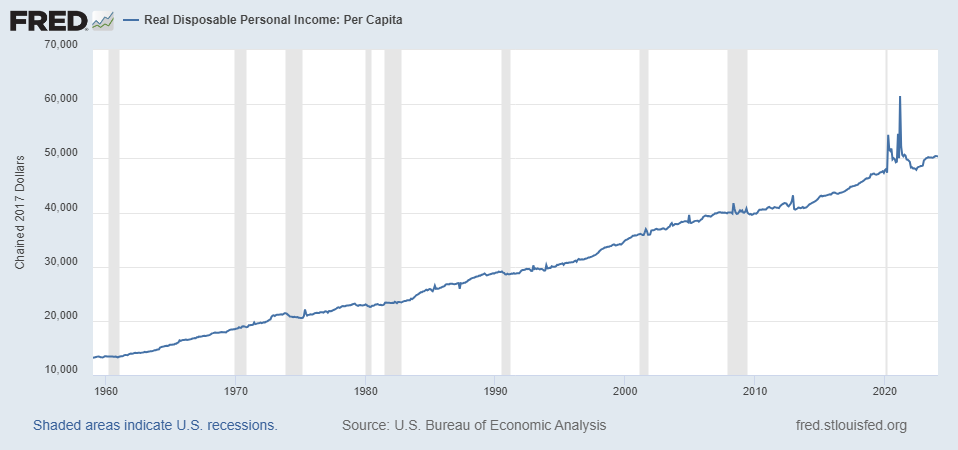 FRED
Real Disposable Personal Income: Per Capita
70,000
60,000
50,000
40,000
30,000
20,000
10,000
Chained 2017 Dollars
1960 1970 1980 1990 2000 2010 2020
Shaded areas indicate U.S. recessions.
Source: U.S. Bureau of Economic Analysis
fred.stlouisfed.org